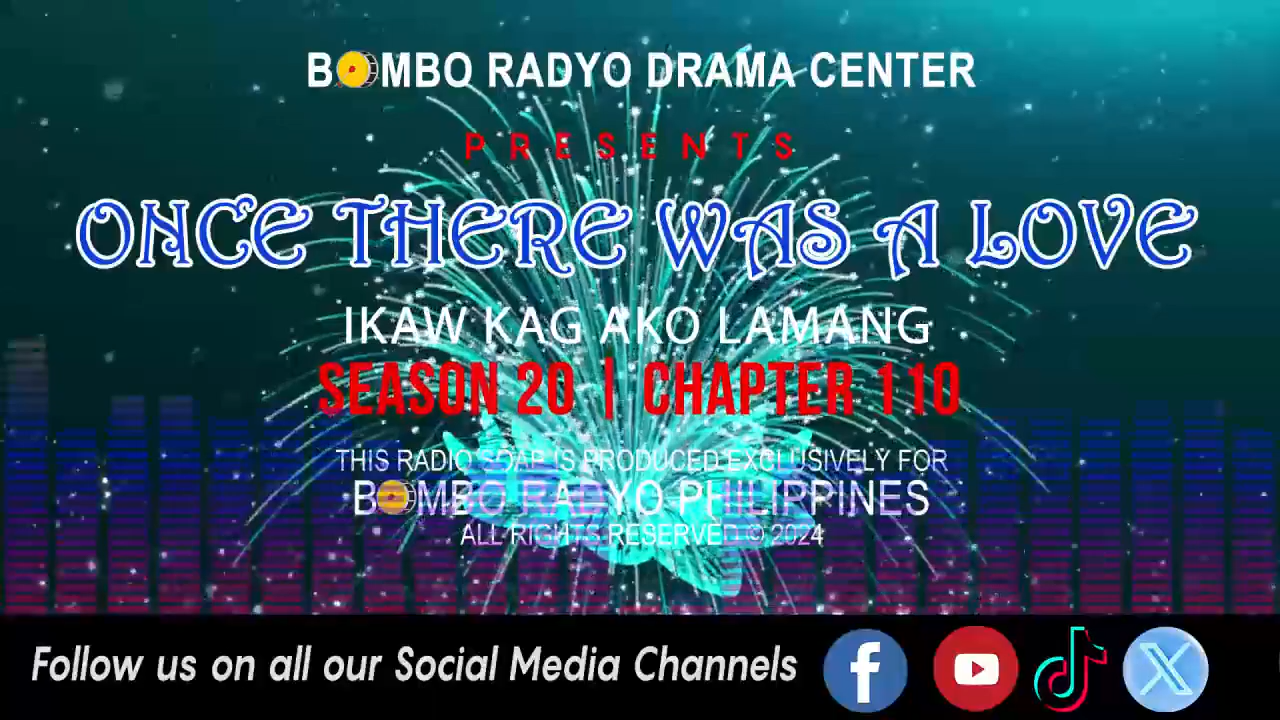 BOMBO RADYO DRAMA CENTER
PRESENTS
ONCE THERE WAS A LOVE
IKAW KAG AKO LAMANG
SEASON 20 | CHAPTER 110
THIS RADIO SOAP IS PRODUCED EXCLUSIVELY FOR
BOMBO RADYO PHILIPPINES
ALL RIGHTS RESERVED © 2024
Follow us on all our Social Media Channels